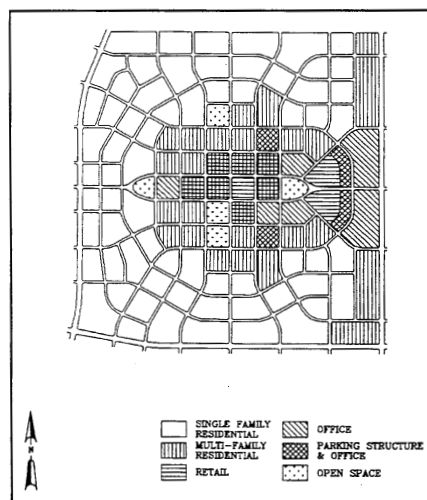 N
SINGLE FAMILY
RESIDENTIAL
MULTI-FAMILY
RESIDENTIAL
RETAIL
OFFICE
PARKING STRUCTURE
& OFFICE
OPEN SPACE